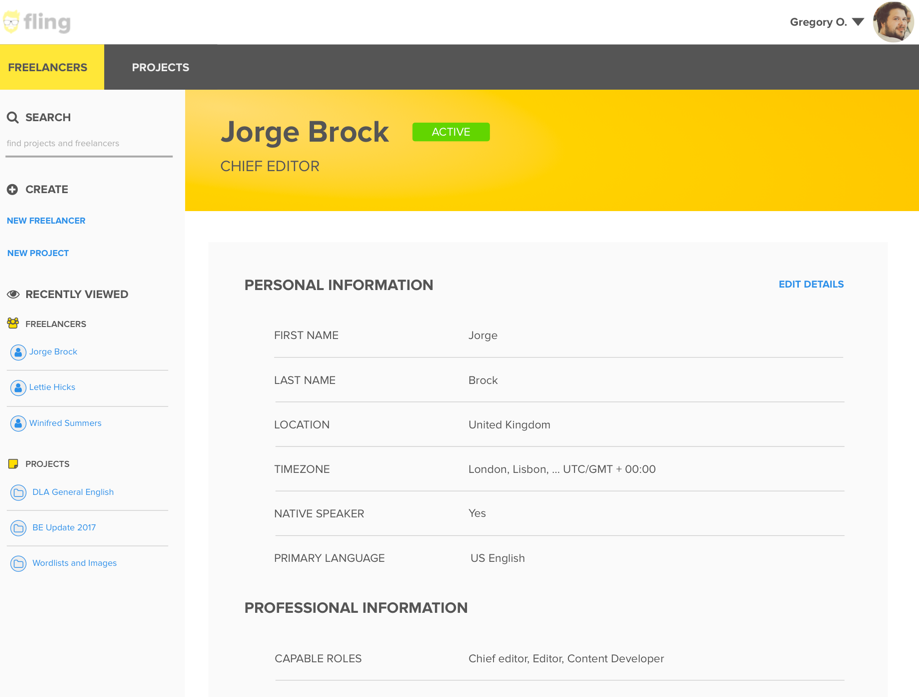 fling
Gregory O.
FREELANCERS
PROJECTS
SEARCH
find projects and freelancers
CREATE
NEW FREELANCER
NEW PROJECT
RECENTLY VIEWED
FREELANCERS
Jorge Brock
Lettie Hicks
Winifred Summers
PROJECTS
DLA General English
BE Update 2017
Wordlists and Images
Jorge Brock ACTIVE
CHIEF EDITOR
PERSONAL INFORMATION EDIT DETAILS
FIRST NAME Jorge
LAST NAME Brock
LOCATION United Kingdom
TIMEZONE London, Lisbon, ... UTC/GMT + 00:00
NATIVE SPEAKER Yes
PRIMARY LANGUAGE US English
PROFESSIONAL INFORMATION
CAPABLE ROLES Chief editor, Editor, Content Developer